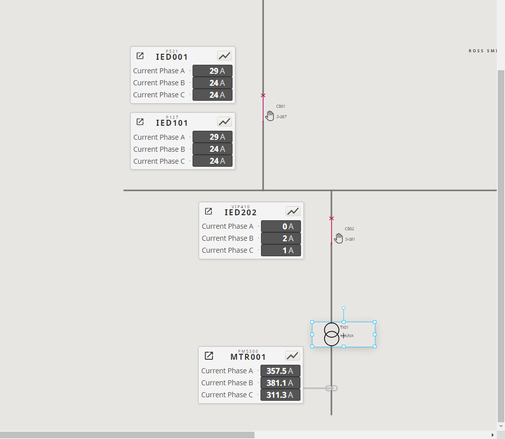 IED001
Current Phase A 29 A
Current Phase B 24 A
Current Phase C 24 A
IED101
Current Phase A 29 A
Current Phase B 24 A
Current Phase C 24 A
ROSS SM
CB01
IED202
Current Phase A 0 A
Current Phase B 2 A
Current Phase C 1 A
CB02
MTR001
Current Phase A 357.5 A
Current Phase B 381.1 A
Current Phase C 311.3 A